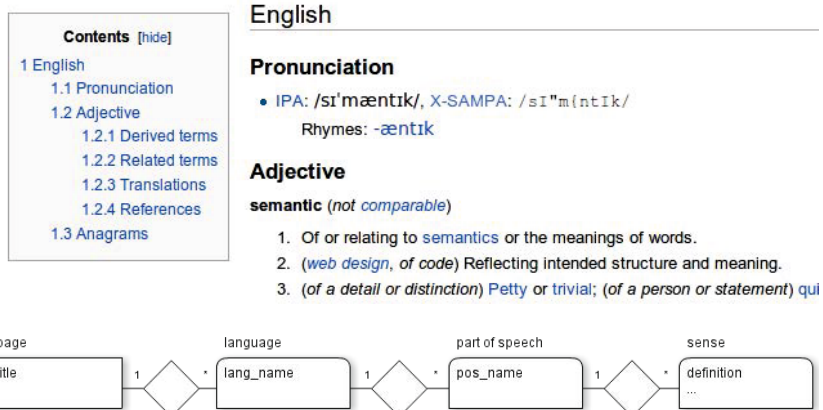 Contents [hide]
1 English
1.1 Pronunciation
1.2 Adjective
1.2.1 Derived terms
1.2.2 Related terms
1.2.3 Translations
1.2.4 References
1.3 Anagrams
English
Pronunciation
• IPA: /sɪˈmæntɪk/, X-SAMPA: /sI"m{ntIk/
Rhymes: -æntɪk
Adjective
semantic (not comparable)
1. Of or relating to semantics or the meanings of words.
2. (web design, of code) Reflecting intended structure and meaning.
3. (of a detail or distinction) Petty or trivial; (of a person or statement) qui
page language part of speech sense
itle 1 * lang_name 1 * pos_name 1 * definition
...